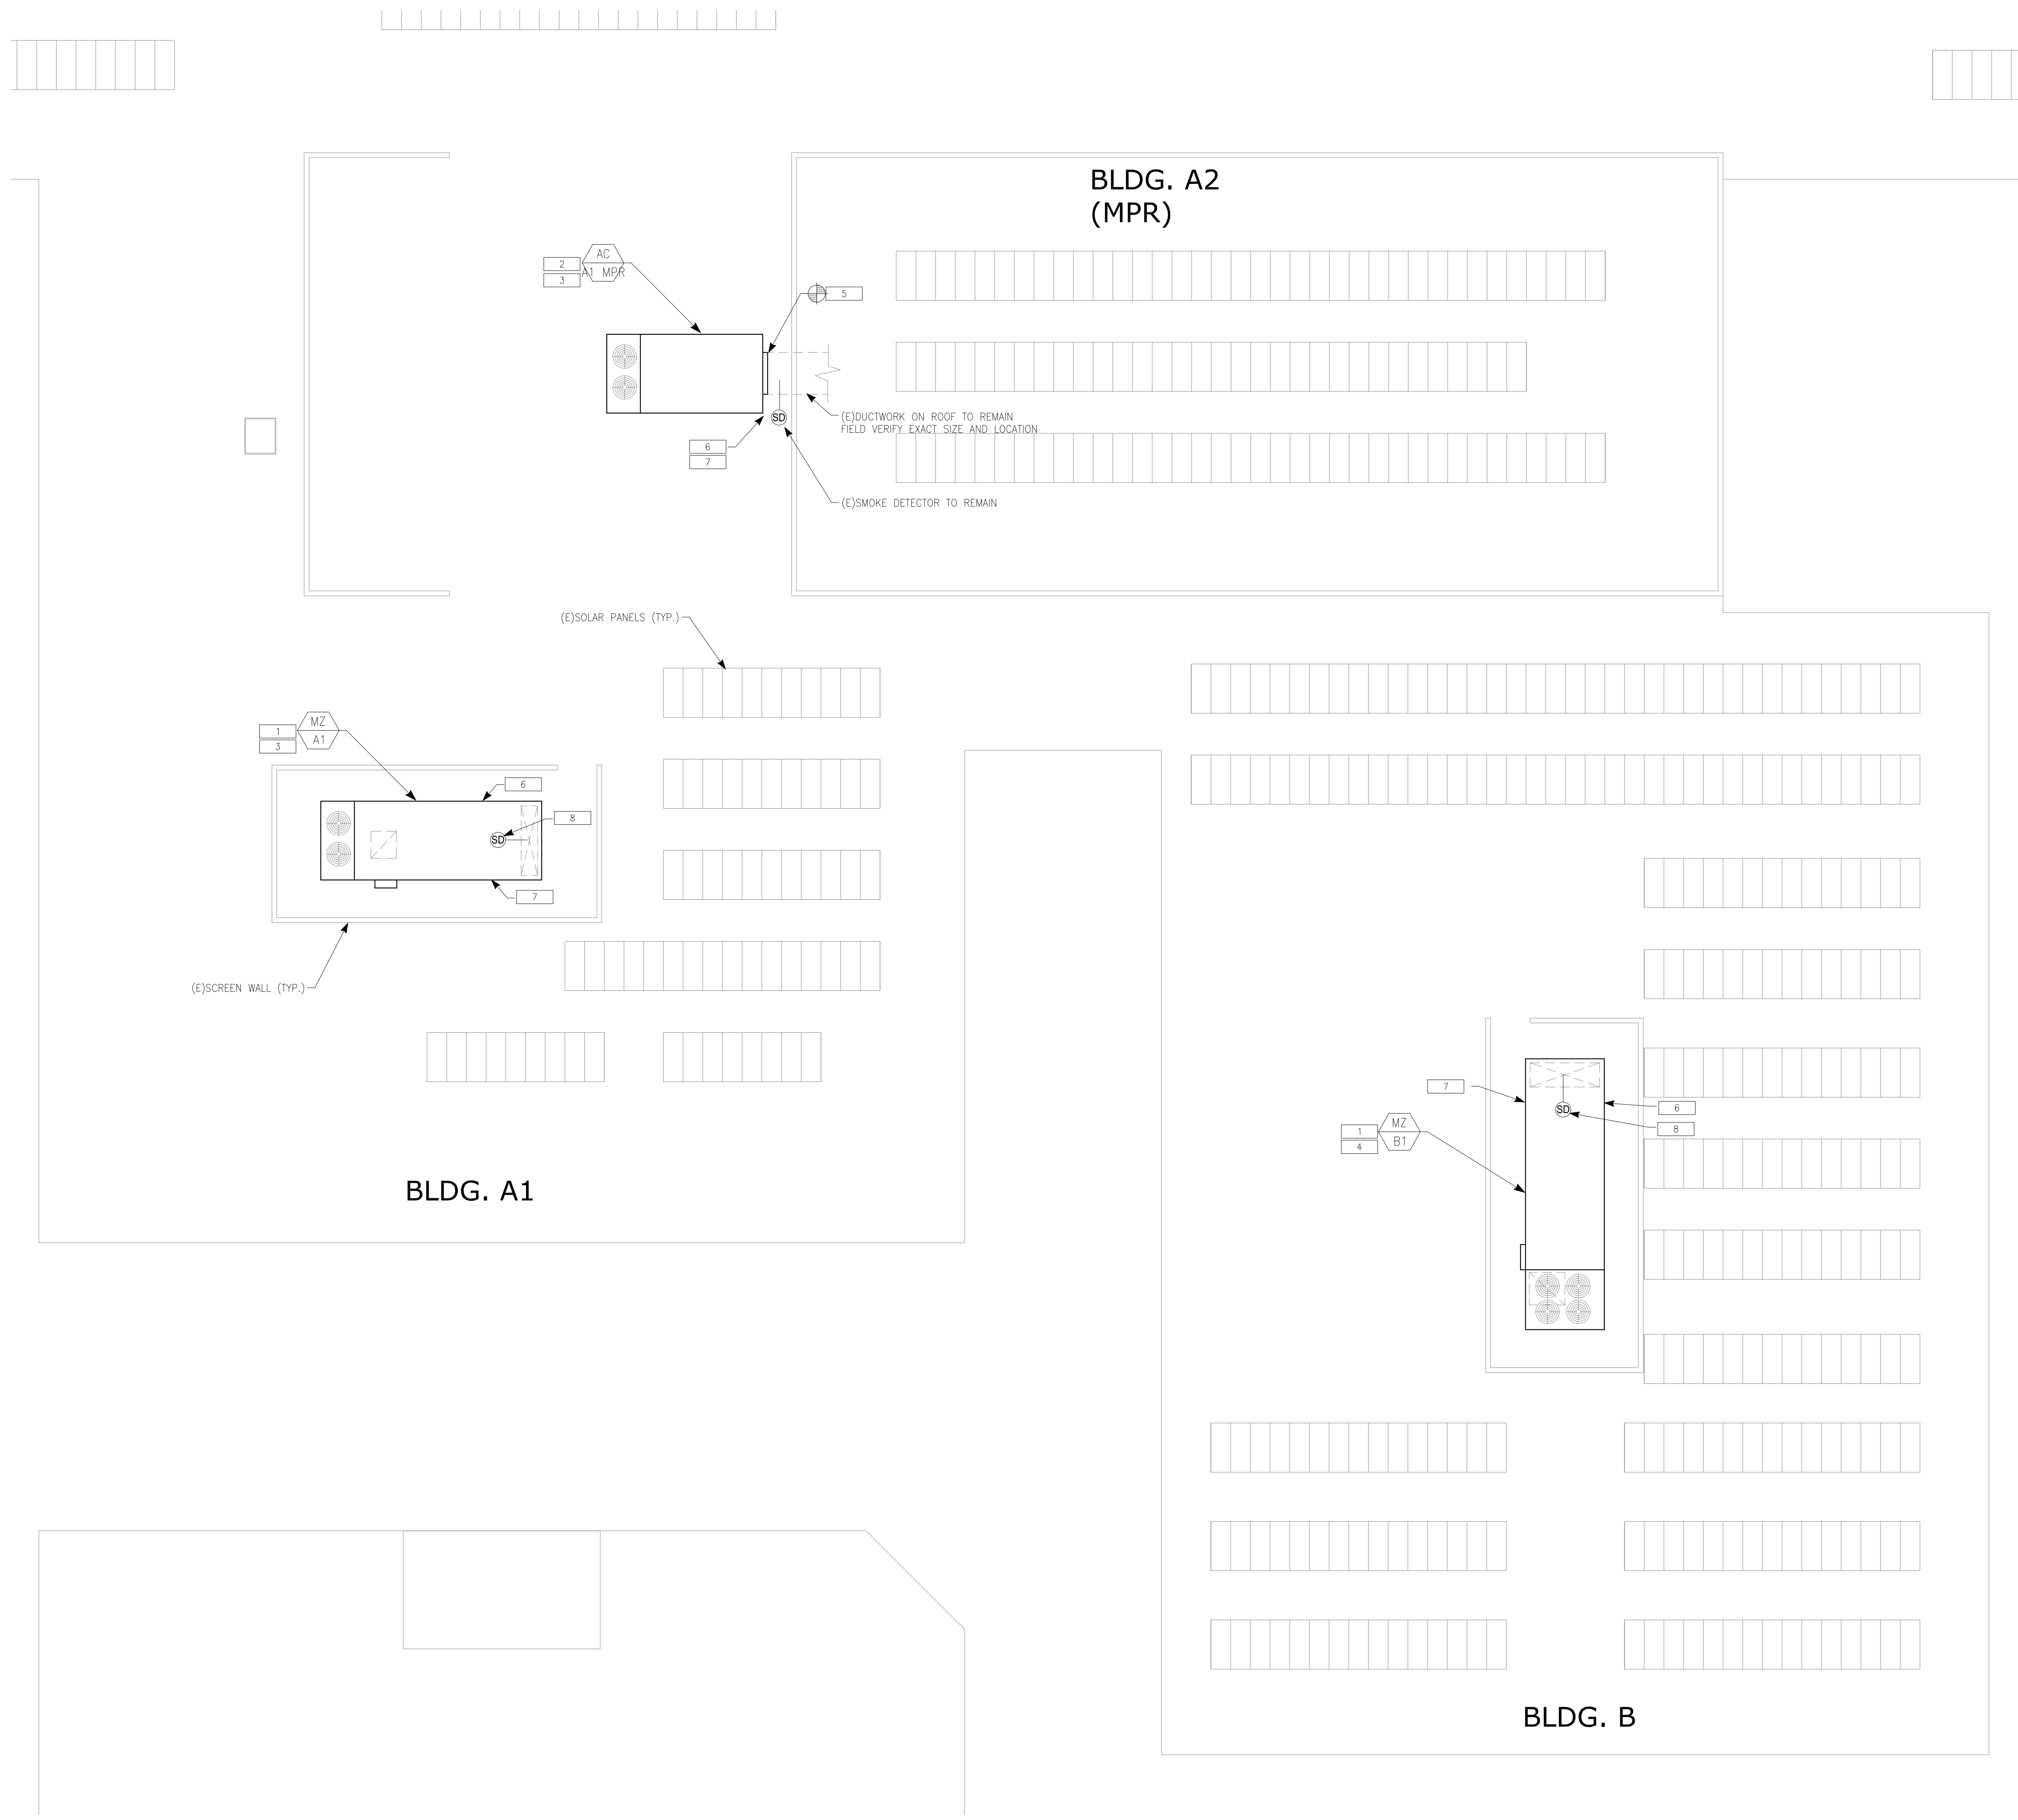 BLDG. A2
(MPR)
AC
A1 MPR
2
3
5
(E)DUCTWORK ON ROOF TO REMAIN
FIELD VERIFY EXACT SIZE AND LOCATION
SD
6
7
(E)SMOKE DETECTOR TO REMAIN
(E)SOLAR PANELS (TYP.)
MZ
A1
1
3
6
8
SD
7
(E)SCREEN WALL (TYP.)
7
6
SD
8
MZ
B1
1
4
BLDG. A1
BLDG. B